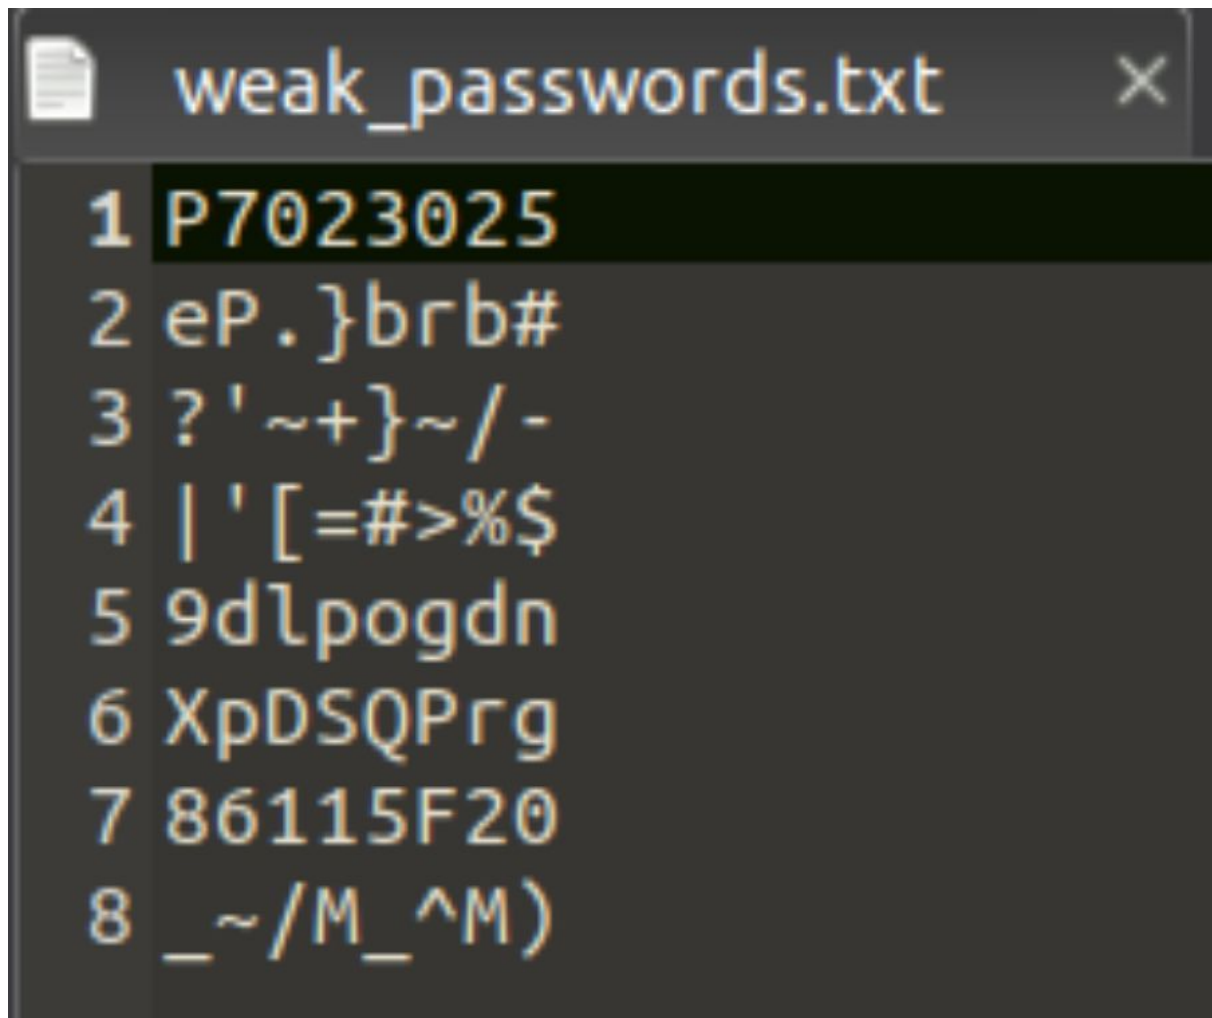 weak_passwords.txt ×
1 P7023025
2 eP.}brb#
3 ?'~+}~/-
4 |'[=#>%$
5 9dlpogdn
6 XpDSQPrg
7 86115F20
8 _~/M_^M)